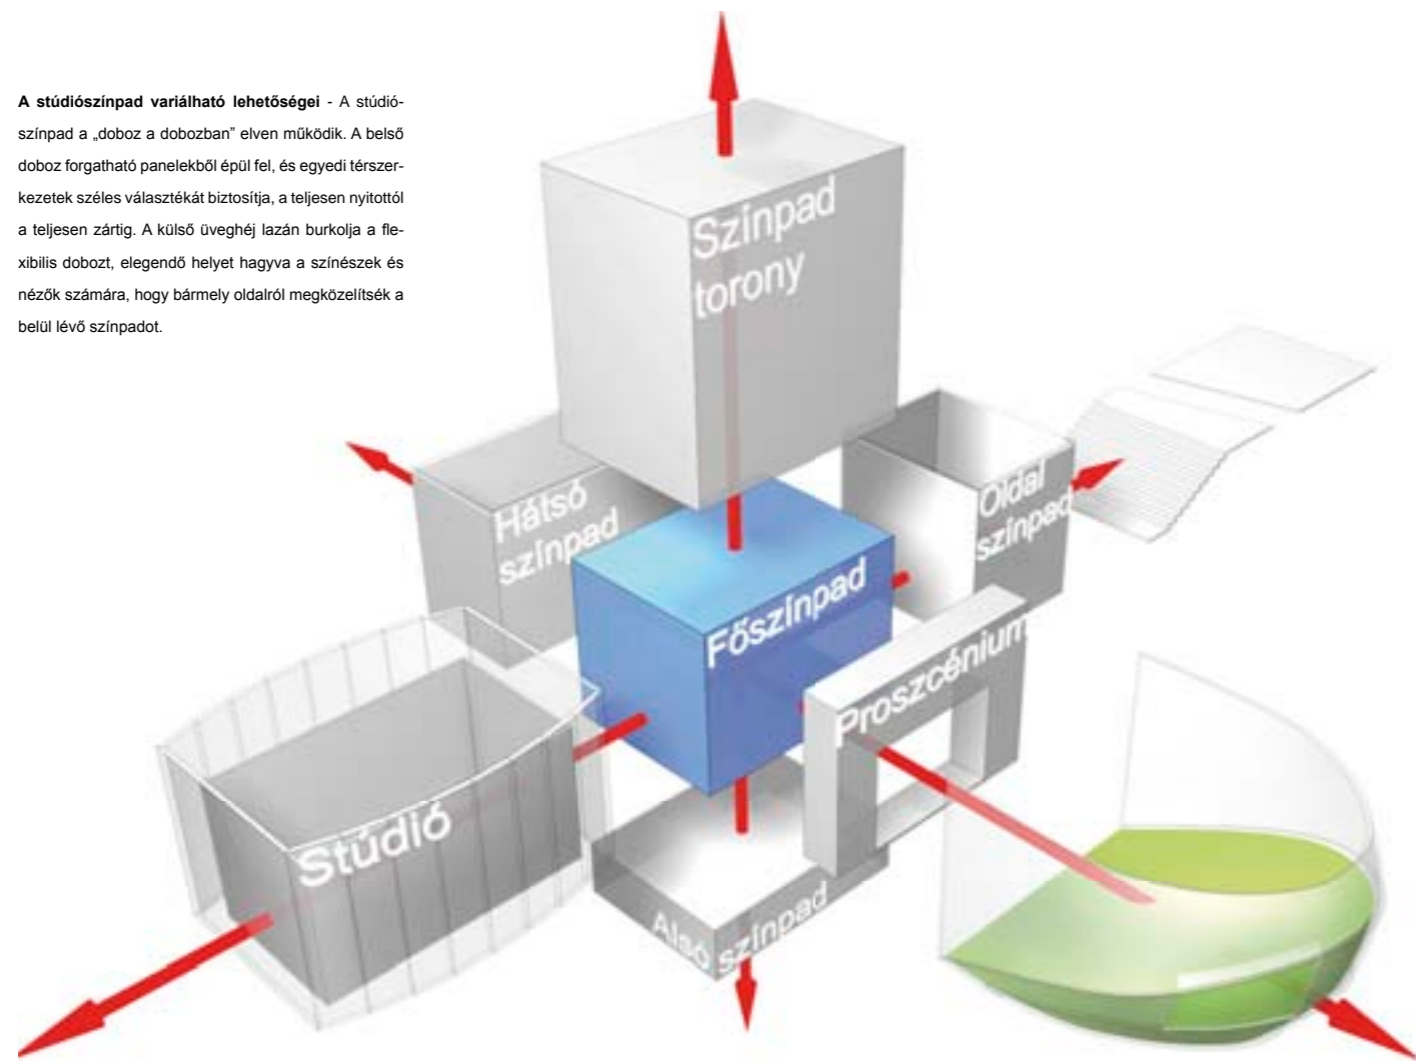 A stúdiószínpad variálható lehetőségei - A stúdió-
színpad a „doboz a dobozban” elven működik. A belső
doboz forgatható panelekből épül fel, és egyedi térszer-
kezetek széles választékát biztosítja, a teljesen nyitottól
a teljesen zártig. A külső üveghéj lazán burkolja a fle-
xibilis dobozt, elegendő helyet hagyva a színészek és
nézők számára, hogy bármely oldalról megközelítsék a
belül lévő színpadot.
Színpad
torony
Hátsó
színpad
Oldal
színpad
Főszínpad
Proszcénium
Stúdió
Alsó színpad